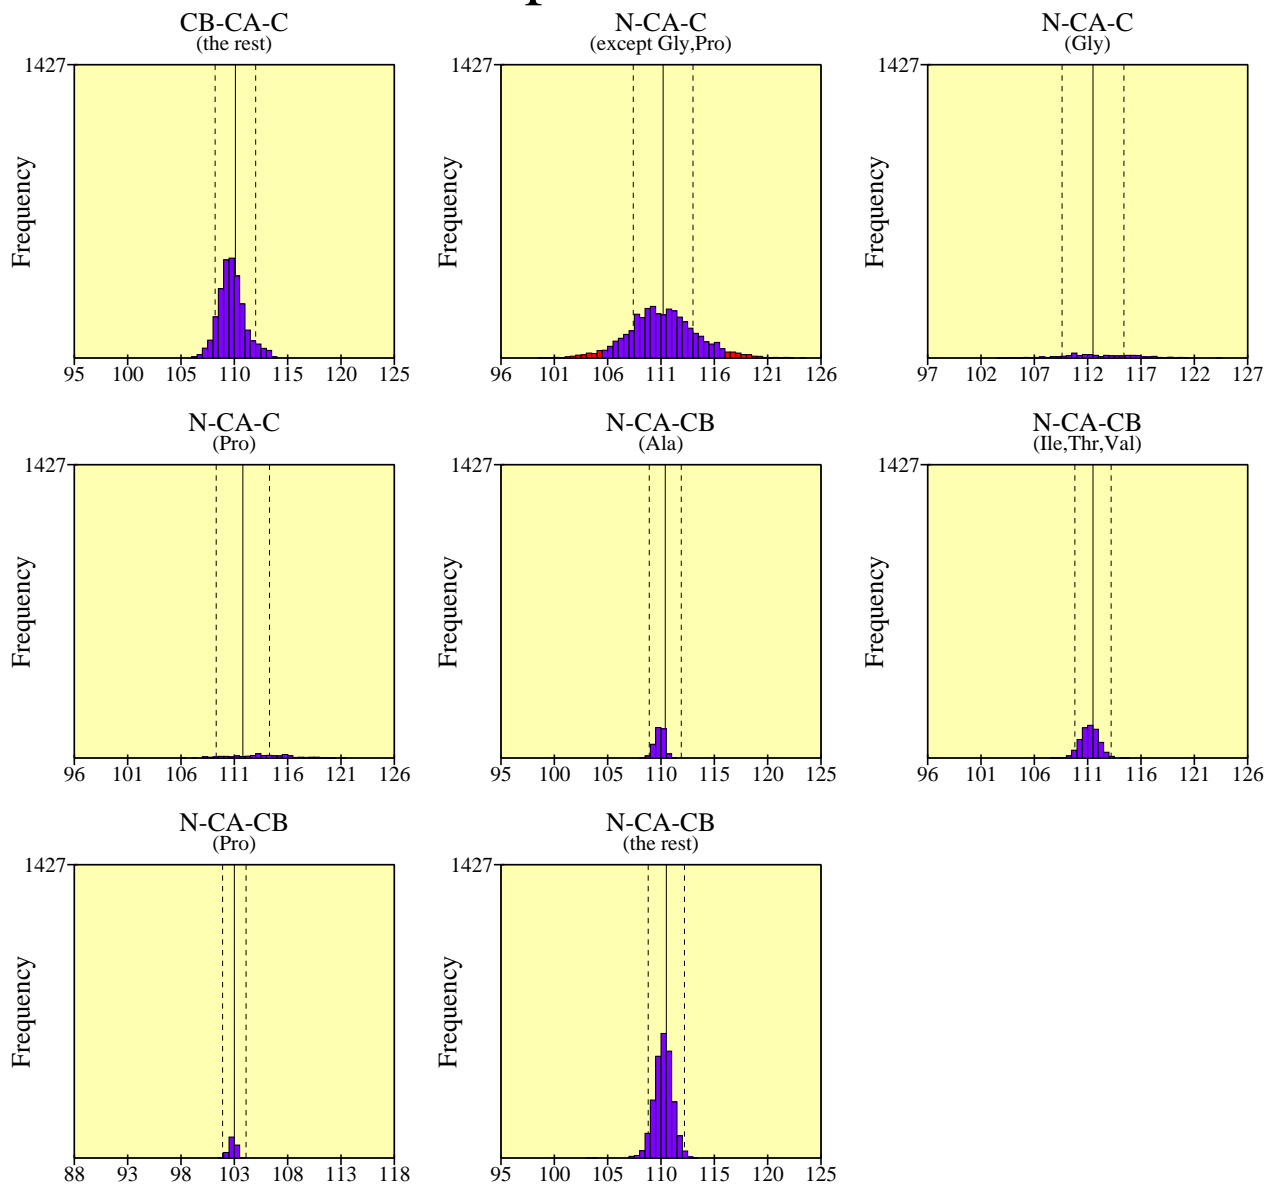 CB-CA-C N-CA-C N-CA-C
(the rest) (except Gly,Pro) (Gly)
1427 1427 1427
Frequency Frequency Frequency
95 100 105 110 115 120 125 96 101 106 111 116 121 126 97 102 107 112 117 122 127
N-CA-C N-CA-CB N-CA-CB
(Pro) (Ala) (Ile,Thr,Val)
1427 1427 1427
Frequency Frequency Frequency
96 101 106 111 116 121 126 95 100 105 110 115 120 125 96 101 106 111 116 121 126
N-CA-CB N-CA-CB
(Pro) (the rest)
1427 1427
Frequency Frequency
88 93 98 103 108 113 118 95 100 105 110 115 120 125